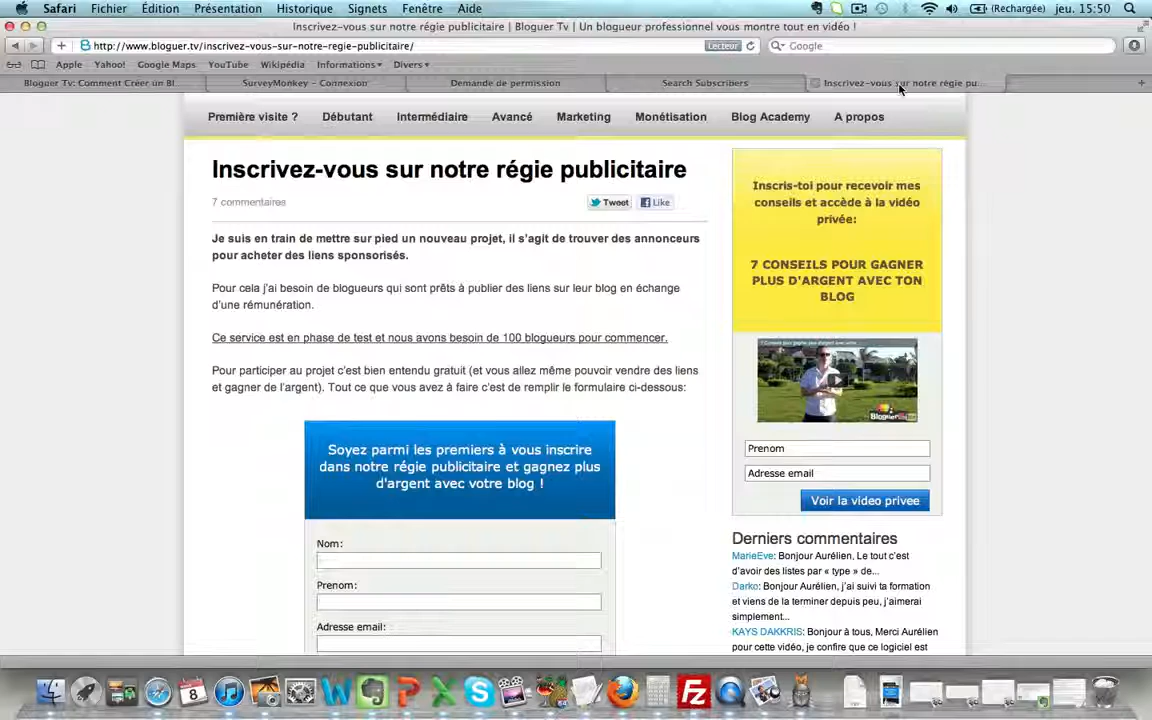 Safari Fichier Édition Présentation Historique Signets Fenêtre Aide (Rechargée) jeu. 15:50
Inscrivez-vous sur notre régie publicitaire | Bloguer Tv | Un blogueur professionnel vous montre tout en vidéo !
http://www.bloguer.tv/inscrivez-vous-sur-notre-regie-publicitaire/ Lecteur Google
Apple Yahoo! Google Maps YouTube Wikipédia Informations Divers
Bloguer Tv: Comment Créer un Bl... SurveyMonkey - Connexion Demande de permission Search Subscribers Inscrivez-vous sur notre régie pu...
Première visite ? Débutant Intermédiaire Avancé Marketing Monétisation Blog Academy A propos
Inscrivez-vous sur notre régie publicitaire
7 commentaires Tweet Like
Je suis en train de mettre sur pied un nouveau projet, il s'agit de trouver des annonceurs
pour acheter des liens sponsorisés.
Pour cela j'ai besoin de blogueurs qui sont prêts à publier des liens sur leur blog en échange
d'une rémunération.
Ce service est en phase de test et nous avons besoin de 100 blogueurs pour commencer.
Pour participer au projet c'est bien entendu gratuit (et vous allez même pouvoir vendre des liens
et gagner de l'argent). Tout ce que vous avez à faire c'est de remplir le formulaire ci-dessous:
Soyez parmi les premiers à vous inscrire
dans notre régie publicitaire et gagnez plus
d'argent avec votre blog !
Nom:
Prenom:
Adresse email:
Inscris-toi pour recevoir mes
conseils et accède à la vidéo
privée:
7 CONSEILS POUR GAGNER
PLUS D'ARGENT AVEC TON
BLOG
Bloguer
Prenom
Adresse email
Voir la video privee
Derniers commentaires
MarieEve: Bonjour Aurélien, Le tout c'est
d'avoir des listes par « type » de...
Darko: Bonjour Aurélien, j'ai suivi ta formation
et viens de la terminer depuis peu, j'aimerai
simplement...
KAYS DAKKRIS: Bonjour à tous, Merci Aurélien
pour cette vidéo, je confire que ce logiciel est
8